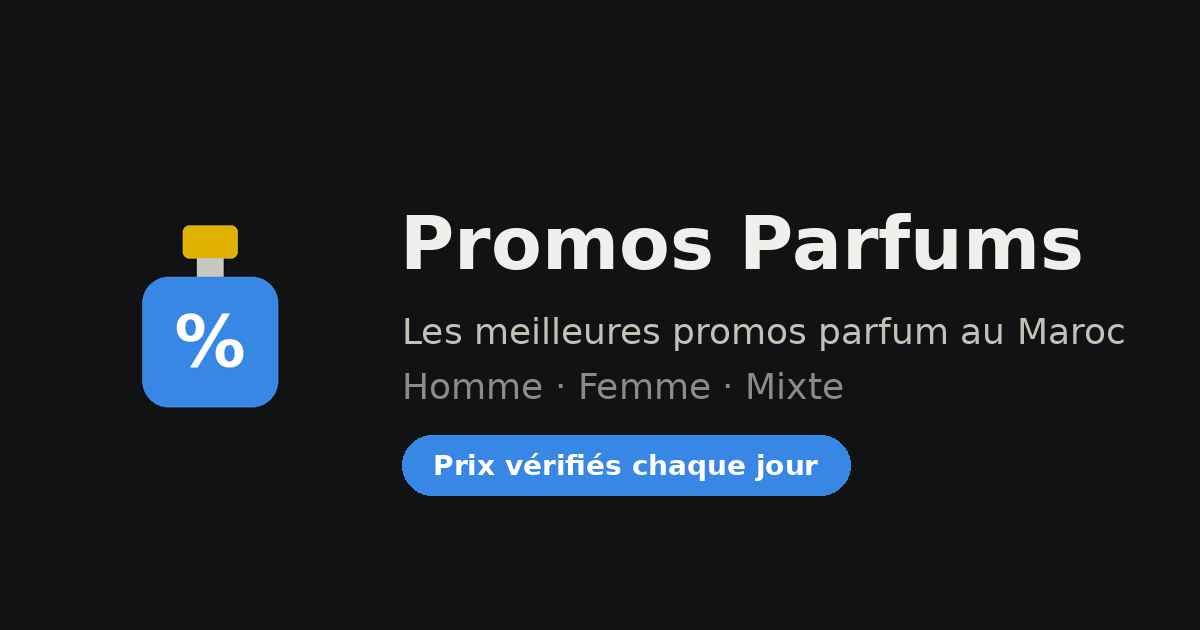 %
Promos Parfums
Les meilleures promos parfum au Maroc
Homme · Femme · Mixte
Prix vérifiés chaque jour